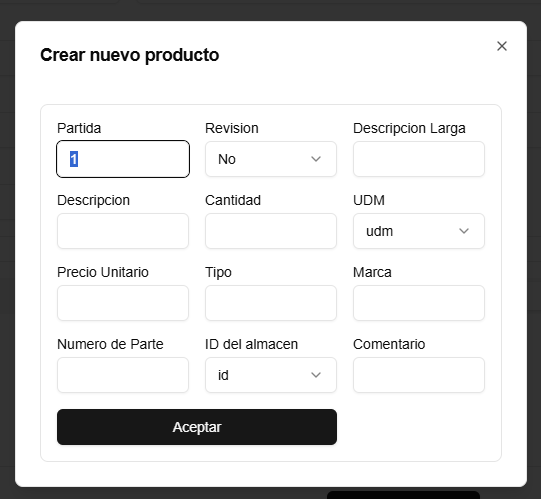 Crear nuevo producto
Partida Revision Descripcion Larga
1 No
Descripcion Cantidad UDM
udm
Precio Unitario Tipo Marca
Numero de Parte ID del almacen Comentario
id
Aceptar